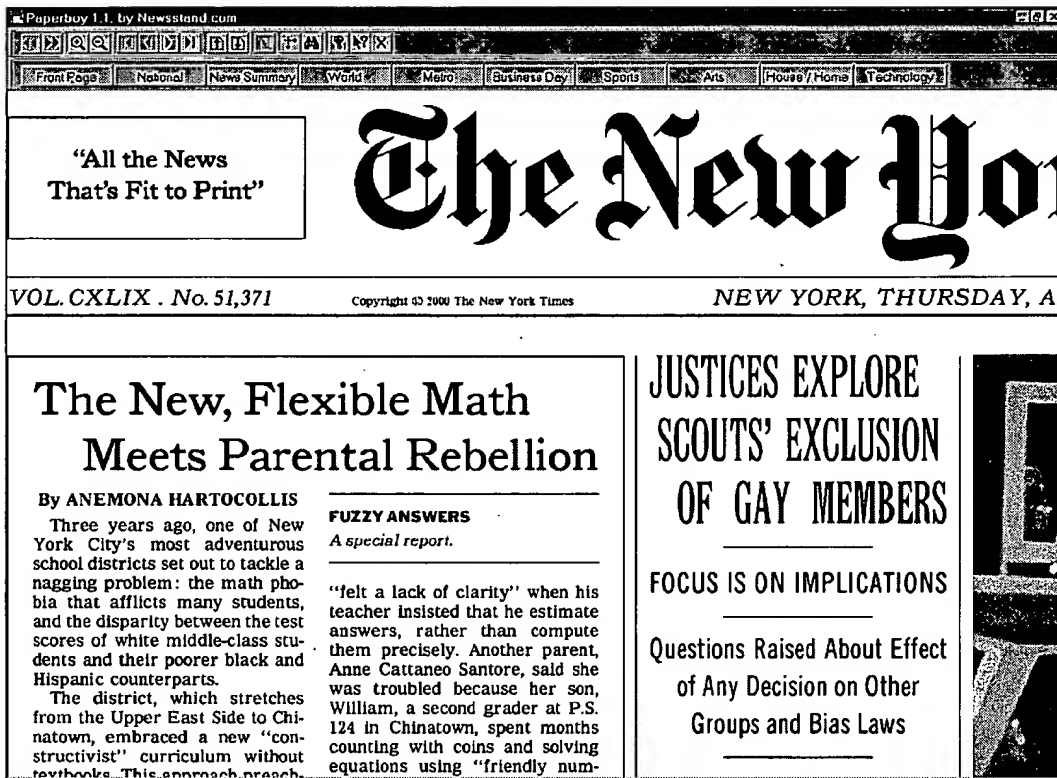 Paperboy 1.1. by Newsstand.com
Front Page National News Summary World Metro Business Day Sports Arts House / Home Technology
"All the News
That's Fit to Print"
The New Yor
VOL. CXLIX . No. 51,371
Copyright © 2000 The New York Times
NEW YORK, THURSDAY, A
The New, Flexible Math
Meets Parental Rebellion
By ANEMONA HARTOCOLLIS
Three years ago, one of New
York City's most adventurous
school districts set out to tackle a
nagging problem: the math pho-
bia that afflicts many students,
and the disparity between the test
scores of white middle-class stu-
dents and their poorer black and
Hispanic counterparts.
The district, which stretches
from the Upper East Side to Chi-
natown, embraced a new "con-
structivist" curriculum without
textbooks. This approach preach-
FUZZY ANSWERS
A special report.
"felt a lack of clarity" when his
teacher insisted that he estimate
answers, rather than compute
them precisely. Another parent,
Anne Cattaneo Santore, said she
was troubled because her son,
William, a second grader at P.S.
124 in Chinatown, spent months
counting with coins and solving
equations using "friendly num-
JUSTICES EXPLORE
SCOUTS' EXCLUSION
OF GAY MEMBERS
FOCUS IS ON IMPLICATIONS
Questions Raised About Effect
of Any Decision on Other
Groups and Bias Laws